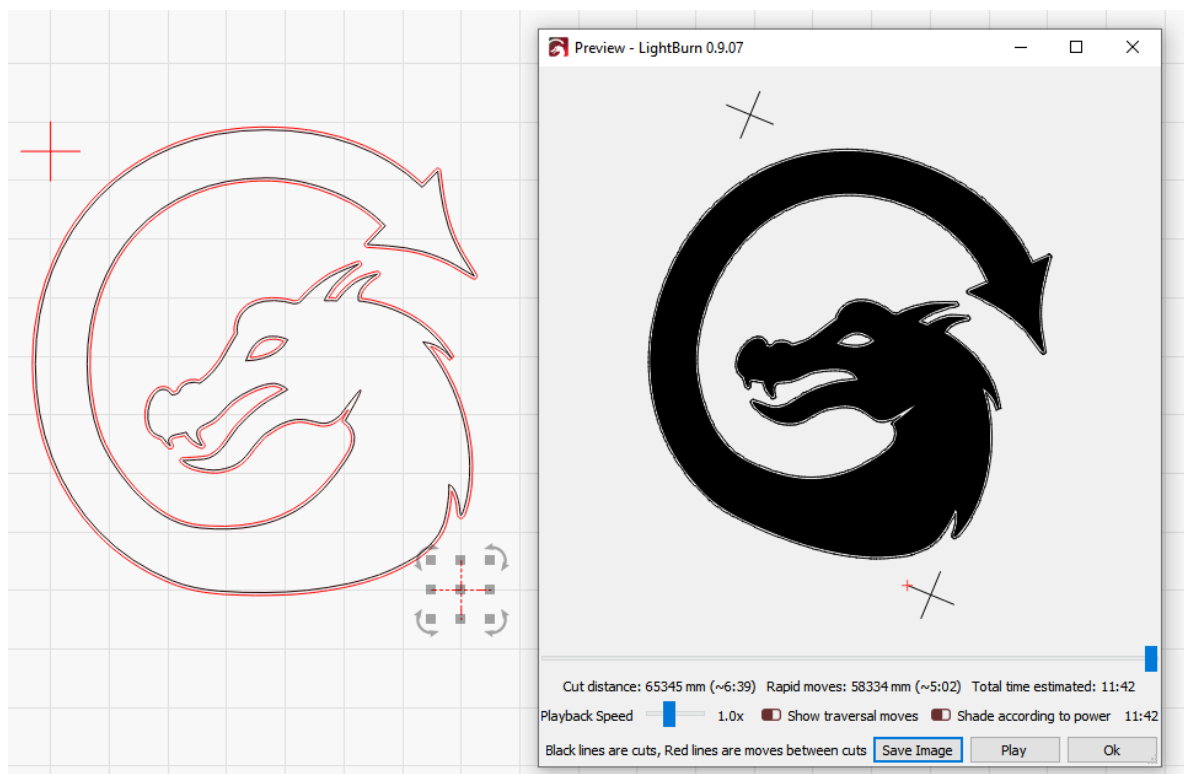 Preview - LightBurn 0.9.07
Cut distance: 65345 mm (~6:39) Rapid moves: 58334 mm (~5:02) Total time estimated: 11:42
Playback Speed 1.0x Show traversal moves Shade according to power 11:42
Black lines are cuts, Red lines are moves between cuts Save Image Play Ok